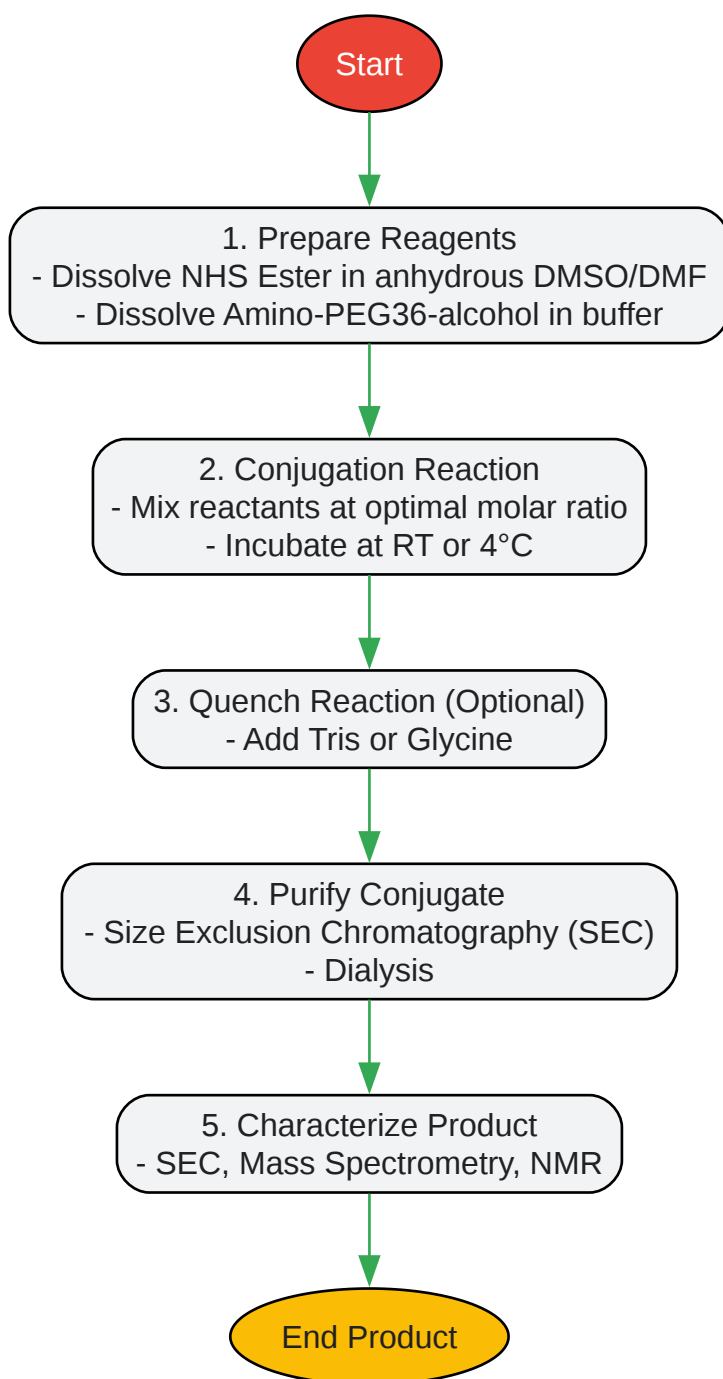 Start
1. Prepare Reagents
- Dissolve NHS Ester in anhydrous DMSO/DMF
- Dissolve Amino-PEG36-alcohol in buffer
2. Conjugation Reaction
- Mix reactants at optimal molar ratio
- Incubate at RT or 4°C
3. Quench Reaction (Optional)
- Add Tris or Glycine
4. Purify Conjugate
- Size Exclusion Chromatography (SEC)
- Dialysis
5. Characterize Product
- SEC, Mass Spectrometry, NMR
End Product